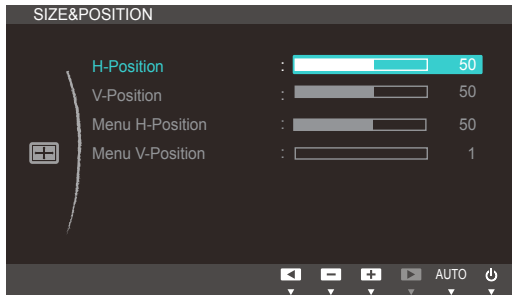 SIZE&POSITION
H-Position : 50
V-Position : 50
Menu H-Position : 50
Menu V-Position : 1
AUTO